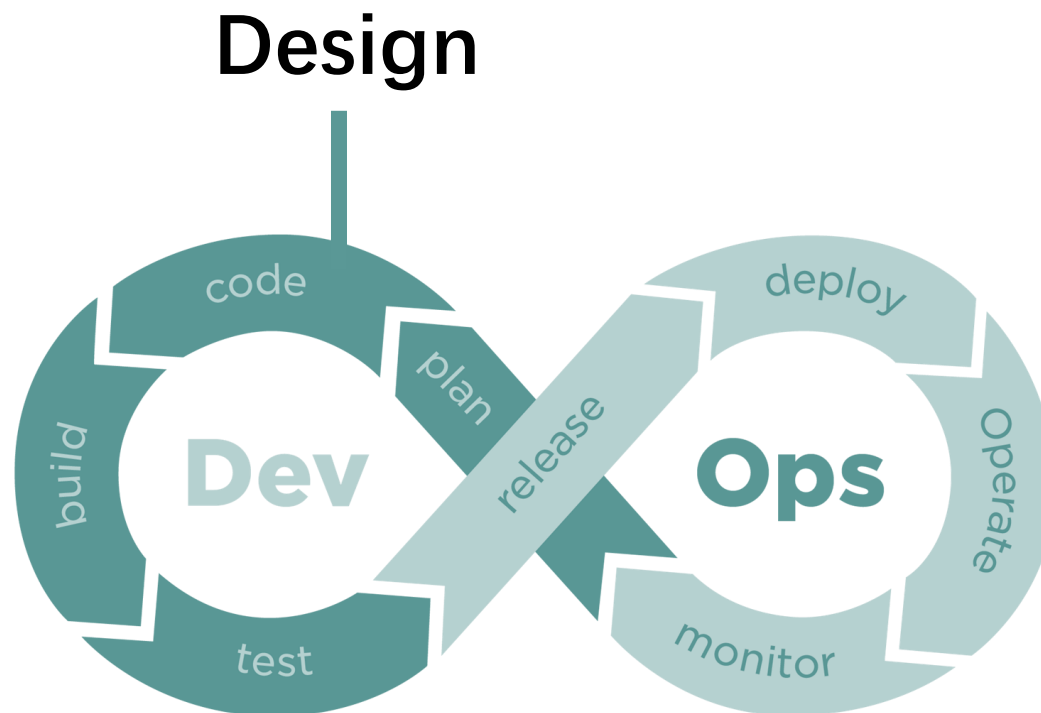 Design
code
deploy
plan
release
build
Dev
Ops
Operate
test
monitor